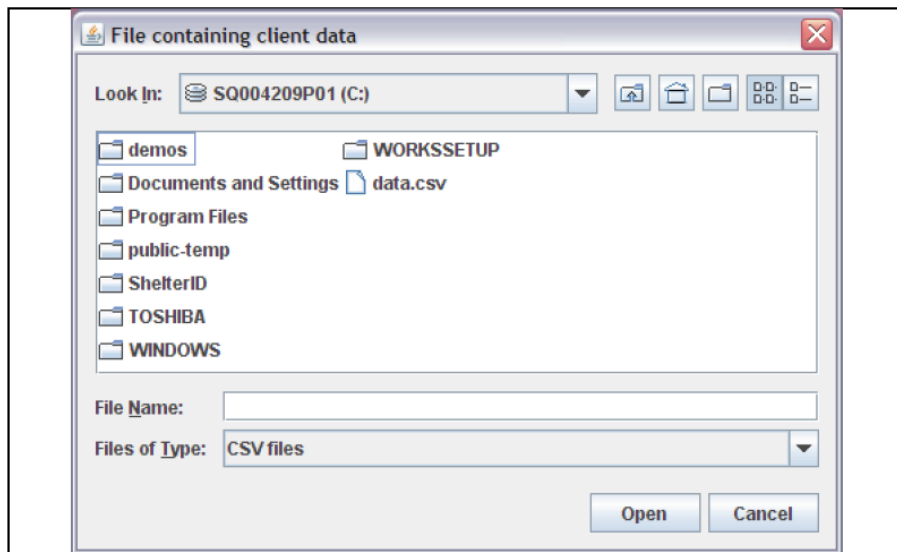 File containing client data
Look In: SQ004209P01 (C:)
demos WORKSSETUP
Documents and Settings data.csv
Program Files
public-temp
ShelterID
TOSHIBA
WINDOWS
File Name:
Files of Type: CSV files
Open Cancel